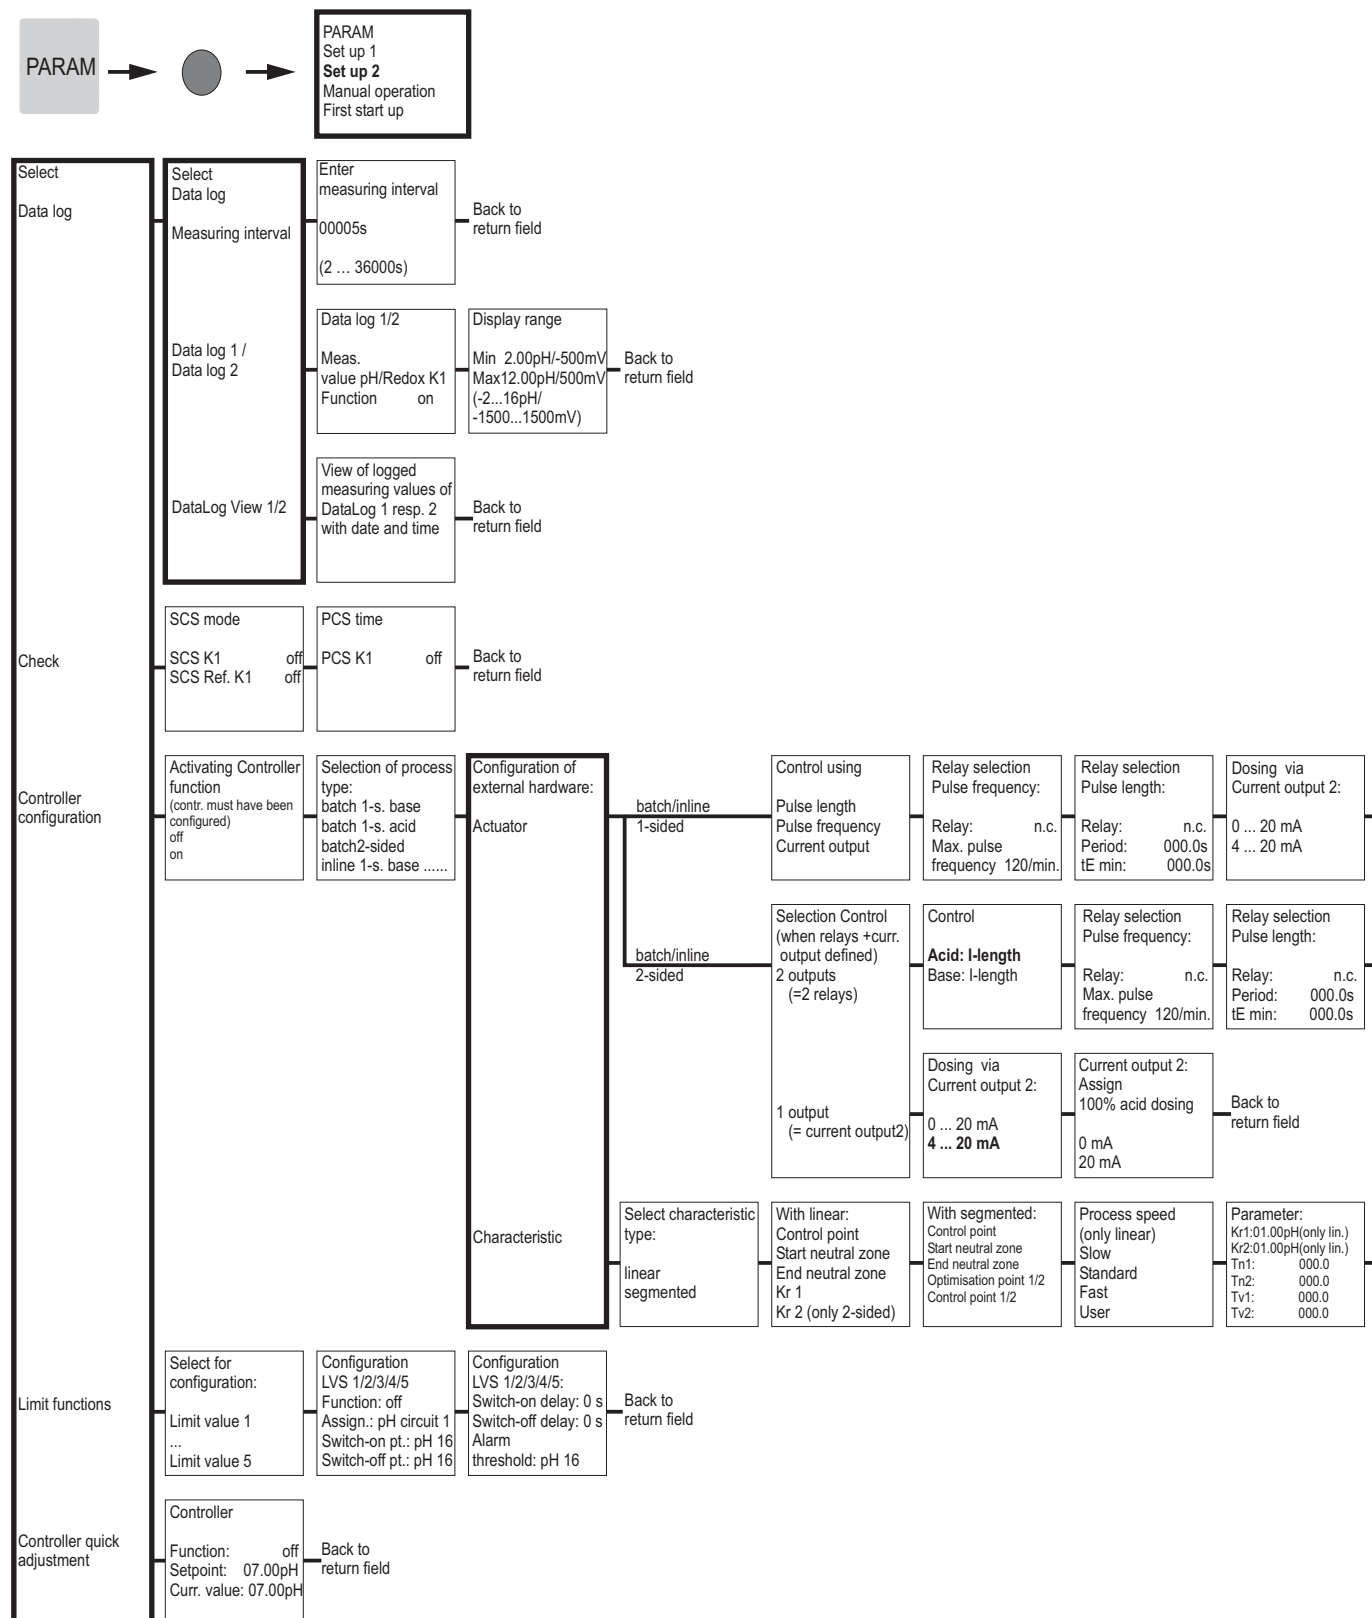 PARAM
PARAM
Set up 1
Set up 2
Manual operation
First start up
Select
Data log
Select
Data log
Measuring interval
Enter
measuring interval
00005s
(2 ... 36000s)
Back to
return field
Data log 1 /
Data log 2
Data log 1/2
Meas.
value pH/Redox K1
Function on
Display range
Min 2.00pH/-500mV
Max12.00pH/500mV
(-2...16pH/
-1500...1500mV)
Back to
return field
DataLog View 1/2
View of logged
measuring values of
DataLog 1 resp. 2
with date and time
Back to
return field
Check
SCS mode
SCS K1 off
SCS Ref. K1 off
PCS time
PCS K1 off
Back to
return field
Controller
configuration
Activating Controller
function
(contr. must have been
configured)
off
on
Selection of process
type:
batch 1-s. base
batch 1-s. acid
batch2-sided
inline 1-s. base ......
Configuration of
external hardware:
Actuator
batch/inline
1-sided
Control using
Pulse length
Pulse frequency
Current output
Relay selection
Pulse frequency:
Relay: n.c.
Max. pulse
frequency 120/min.
Relay selection
Pulse length:
Relay: n.c.
Period: 000.0s
tE min: 000.0s
Dosing via
Current output 2:
0 ... 20 mA
4 ... 20 mA
batch/inline
2-sided
Selection Control
(when relays +curr.
output defined)
2 outputs
(=2 relays)
Control
Acid: I-length
Base: I-length
Relay selection
Pulse frequency:
Relay: n.c.
Max. pulse
frequency 120/min.
Relay selection
Pulse length:
Relay: n.c.
Period: 000.0s
tE min: 000.0s
1 output
(= current output2)
Dosing via
Current output 2:
0 ... 20 mA
4 ... 20 mA
Current output 2:
Assign
100% acid dosing
0 mA
20 mA
Back to
return field
Characteristic
Select characteristic
type:
linear
segmented
With linear:
Control point
Start neutral zone
End neutral zone
Kr 1
Kr 2 (only 2-sided)
With segmented:
Control point
Start neutral zone
End neutral zone
Optimisation point 1/2
Control point 1/2
Process speed
(only linear)
Slow
Standard
Fast
User
Parameter:
Kr1:01.00pH(only lin.)
Kr2:01.00pH(only lin.)
Tn1: 000.0
Tn2: 000.0
Tv1: 000.0
Tv2: 000.0
Limit functions
Select for
configuration:
Limit value 1
...
Limit value 5
Configuration
LVS 1/2/3/4/5
Function: off
Assign.: pH circuit 1
Switch-on pt.: pH 16
Switch-off pt.: pH 16
Configuration
LVS 1/2/3/4/5:
Switch-on delay: 0 s
Switch-off delay: 0 s
Alarm
threshold: pH 16
Back to
return field
Controller quick
adjustment
Controller
Function: off
Setpoint: 07.00pH
Curr. value: 07.00pH
Back to
return field